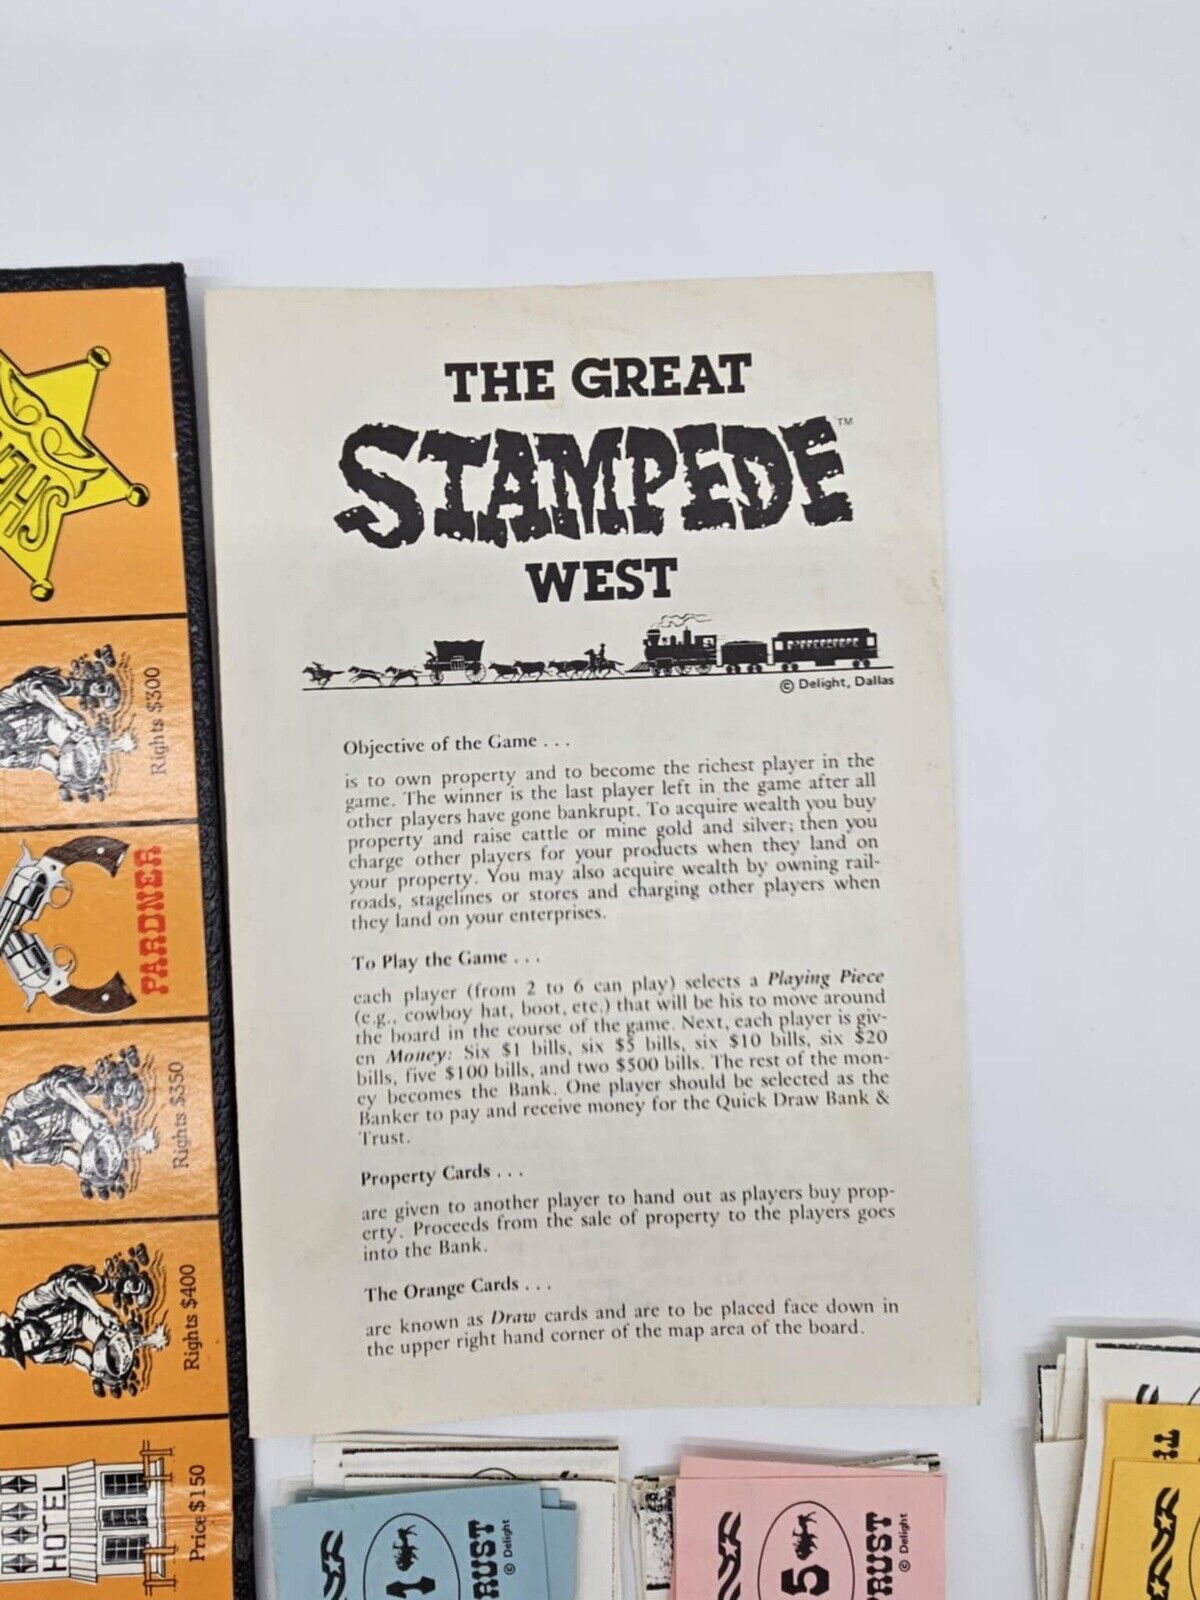 THE GREAT
STAMPEDE™
WEST
© Delight, Dallas
Objective of the Game . . .
is to own property and to become the richest player in the
game. The winner is the last player left in the game after all
other players have gone bankrupt. To acquire wealth you buy
property and raise cattle or mine gold and silver; then you
charge other players for your products when they land on
your property. You may also acquire wealth by owning rail-
roads, stagelines or stores and charging other players when
they land on your enterprises.
To Play the Game . . .
each player (from 2 to 6 can play) selects a Playing Piece
(e.g., cowboy hat, boot, etc.) that will be his to move around
the board in the course of the game. Next, each player is giv-
en Money: Six $1 bills, six $5 bills, six $10 bills, six $20
bills, five $100 bills, and two $500 bills. The rest of the mon-
ey becomes the Bank. One player should be selected as the
Banker to pay and receive money for the Quick Draw Bank &
Trust.
Property Cards . . .
are given to another player to hand out as players buy prop-
erty. Proceeds from the sale of property to the players goes
into the Bank.
The Orange Cards . . .
are known as Draw cards and are to be placed face down in
the upper right hand corner of the map area of the board.
Rights $300
PARDNER
Rights $350
Rights $400
HOTEL
Price $150
1
RUST
© Delight
5
TRUST
© Delight